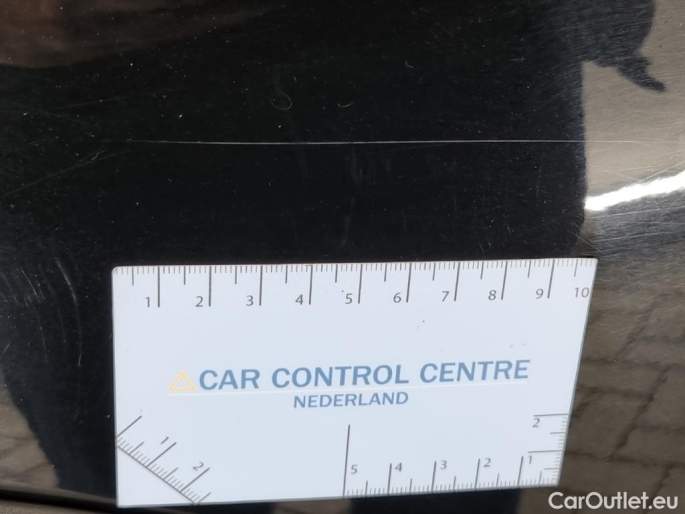 1 2 3 4 5 6 7 8 9 10
CAR CONTROL CENTRE
NEDERLAND
1 2
5 4 3 2 1
2
CarOutlet.eu